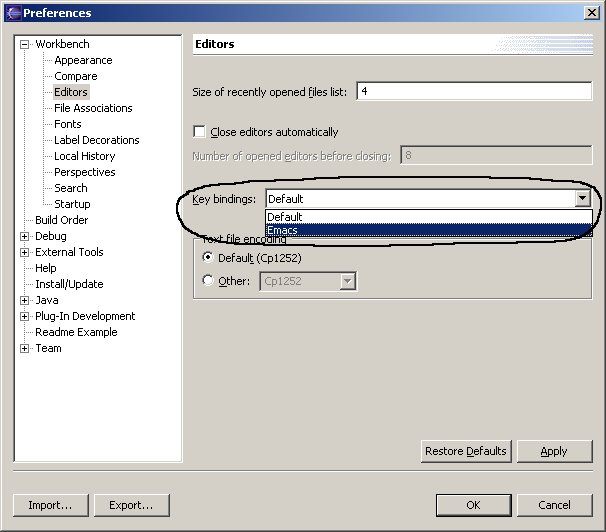 Preferences
Workbench
Appearance
Compare
Editors
File Associations
Fonts
Label Decorations
Local History
Perspectives
Search
Startup
Build Order
Debug
External Tools
Help
Install/Update
Java
Plug-In Development
Readme Example
Team
Editors
Size of recently opened files list: 4
Close editors automatically
Number of opened editors before closing: 8
Key bindings: Default
Default
Emacs
Text file encoding
Default (Cp1252)
Other: Cp1252
Restore Defaults Apply
Import... Export... OK Cancel